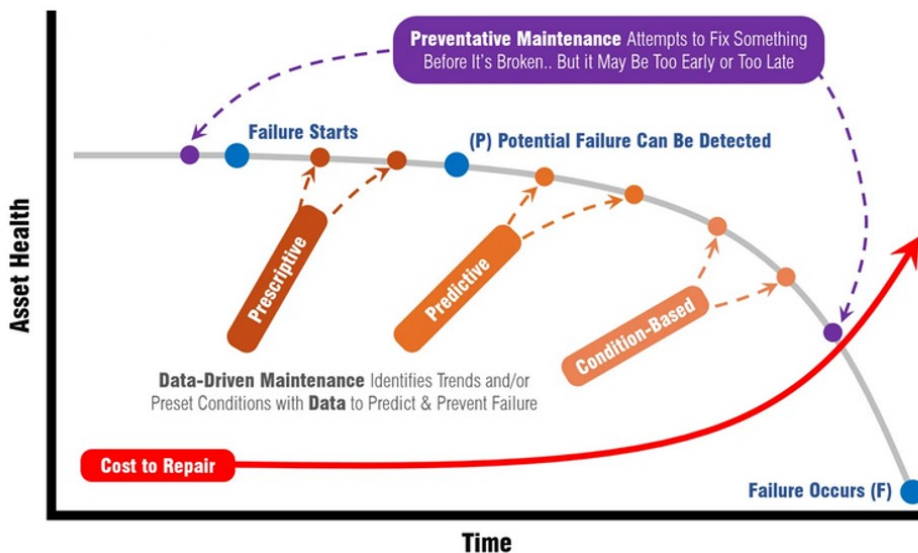 Preventative Maintenance Attempts to Fix Something
Before It's Broken.. But it May Be Too Early or Too Late
Failure Starts
(P) Potential Failure Can Be Detected
Asset Health
Prescriptive
Predictive
Condition-Based
Data-Driven Maintenance Identifies Trends and/or
Preset Conditions with Data to Predict & Prevent Failure
Cost to Repair
Failure Occurs (F)
Time